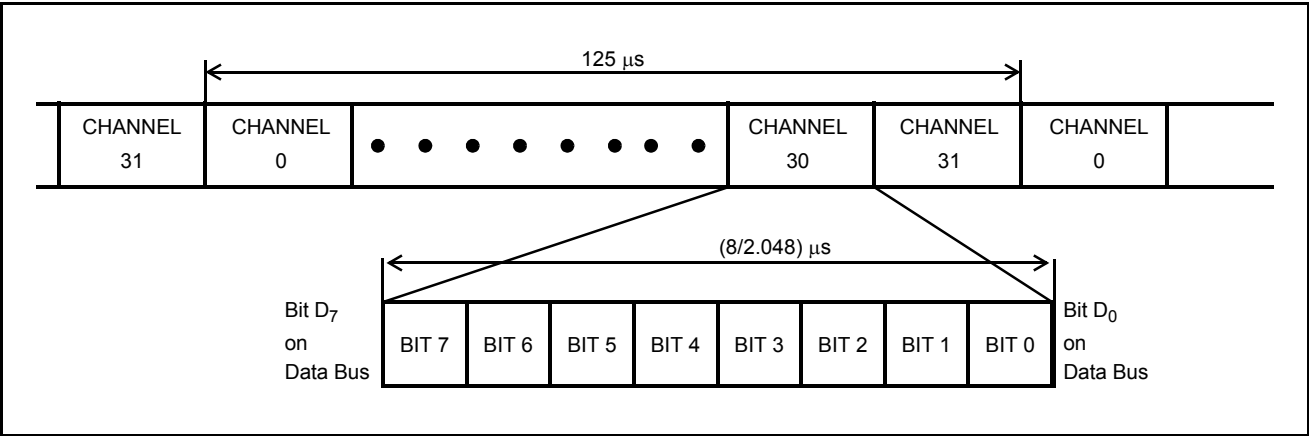 125 μs
CHANNEL
31
CHANNEL
0
CHANNEL
30
CHANNEL
31
CHANNEL
0
(8/2.048) μs
Bit D7
on
Data Bus
BIT 7
BIT 6
BIT 5
BIT 4
BIT 3
BIT 2
BIT 1
BIT 0
Bit D0
on
Data Bus